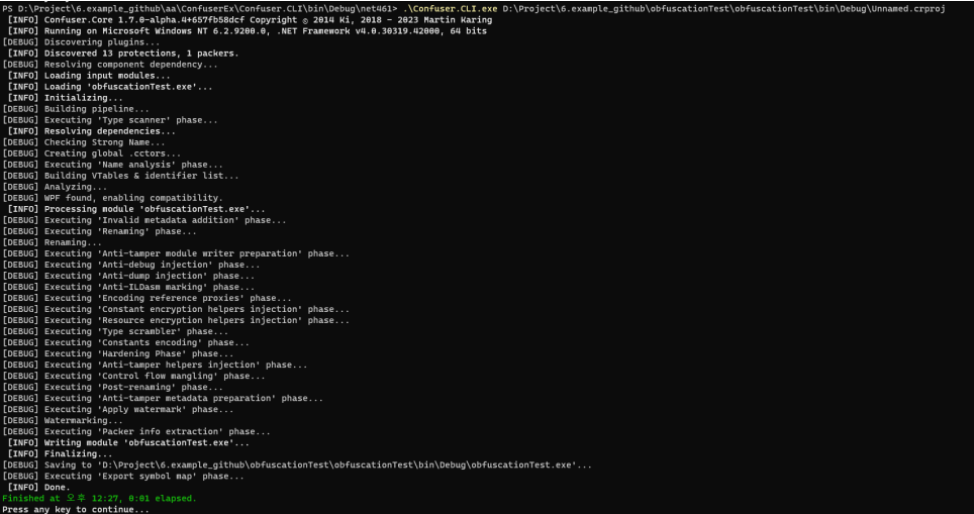 PS D:\Project\6.example_github\aa\ConfuserEx\Confuser.CLI\bin\Debug\net461> .\Confuser.CLI.exe D:\Project\6.example_github\obfuscationTest\obfuscationTest\bin\Debug\Unnamed.crproj
[INFO] Confuser.Core 1.7.0-alpha.4+657fb58dcf Copyright © 2014 Ki, 2018 - 2023 Martin Karing
[INFO] Running on Microsoft Windows NT 6.2.9200.0, .NET Framework v4.0.30319.42000, 64 bits
[DEBUG] Discovering plugins...
[INFO] Discovered 13 protections, 1 packers.
[DEBUG] Resolving component dependency...
[INFO] Loading input modules...
[INFO] Loading 'obfuscationTest.exe'...
[INFO] Initializing...
[DEBUG] Building pipeline...
[DEBUG] Executing 'Type scanner' phase...
[INFO] Resolving dependencies...
[DEBUG] Checking Strong Name...
[DEBUG] Creating global .cctors...
[DEBUG] Executing 'Name analysis' phase...
[DEBUG] Building VTables & identifier list...
[DEBUG] Analyzing...
[DEBUG] WPF found, enabling compatibility.
[INFO] Processing module 'obfuscationTest.exe'...
[DEBUG] Executing 'Invalid metadata addition' phase...
[DEBUG] Executing 'Renaming' phase...
[DEBUG] Renaming...
[DEBUG] Executing 'Anti-tamper module writer preparation' phase...
[DEBUG] Executing 'Anti-debug injection' phase...
[DEBUG] Executing 'Anti-dump injection' phase...
[DEBUG] Executing 'Anti-ILDasm marking' phase...
[DEBUG] Executing 'Encoding reference proxies' phase...
[DEBUG] Executing 'Constant encryption helpers injection' phase...
[DEBUG] Executing 'Resource encryption helpers injection' phase...
[DEBUG] Executing 'Type scrambler' phase...
[DEBUG] Executing 'Constants encoding' phase...
[DEBUG] Executing 'Hardening Phase' phase...
[DEBUG] Executing 'Anti-tamper helpers injection' phase...
[DEBUG] Executing 'Control flow mangling' phase...
[DEBUG] Executing 'Post-renaming' phase...
[DEBUG] Executing 'Anti-tamper metadata preparation' phase...
[DEBUG] Executing 'Apply watermark' phase...
[DEBUG] Watermarking...
[DEBUG] Executing 'Packer info extraction' phase...
[INFO] Writing module 'obfuscationTest.exe'...
[INFO] Finalizing...
[DEBUG] Saving to 'D:\Project\6.example_github\obfuscationTest\obfuscationTest\bin\Debug\obfuscationTest.exe'...
[DEBUG] Executing 'Export symbol map' phase...
[INFO] Done.
Finished at 오후 12:27, 0:01 elapsed.
Press any key to continue...